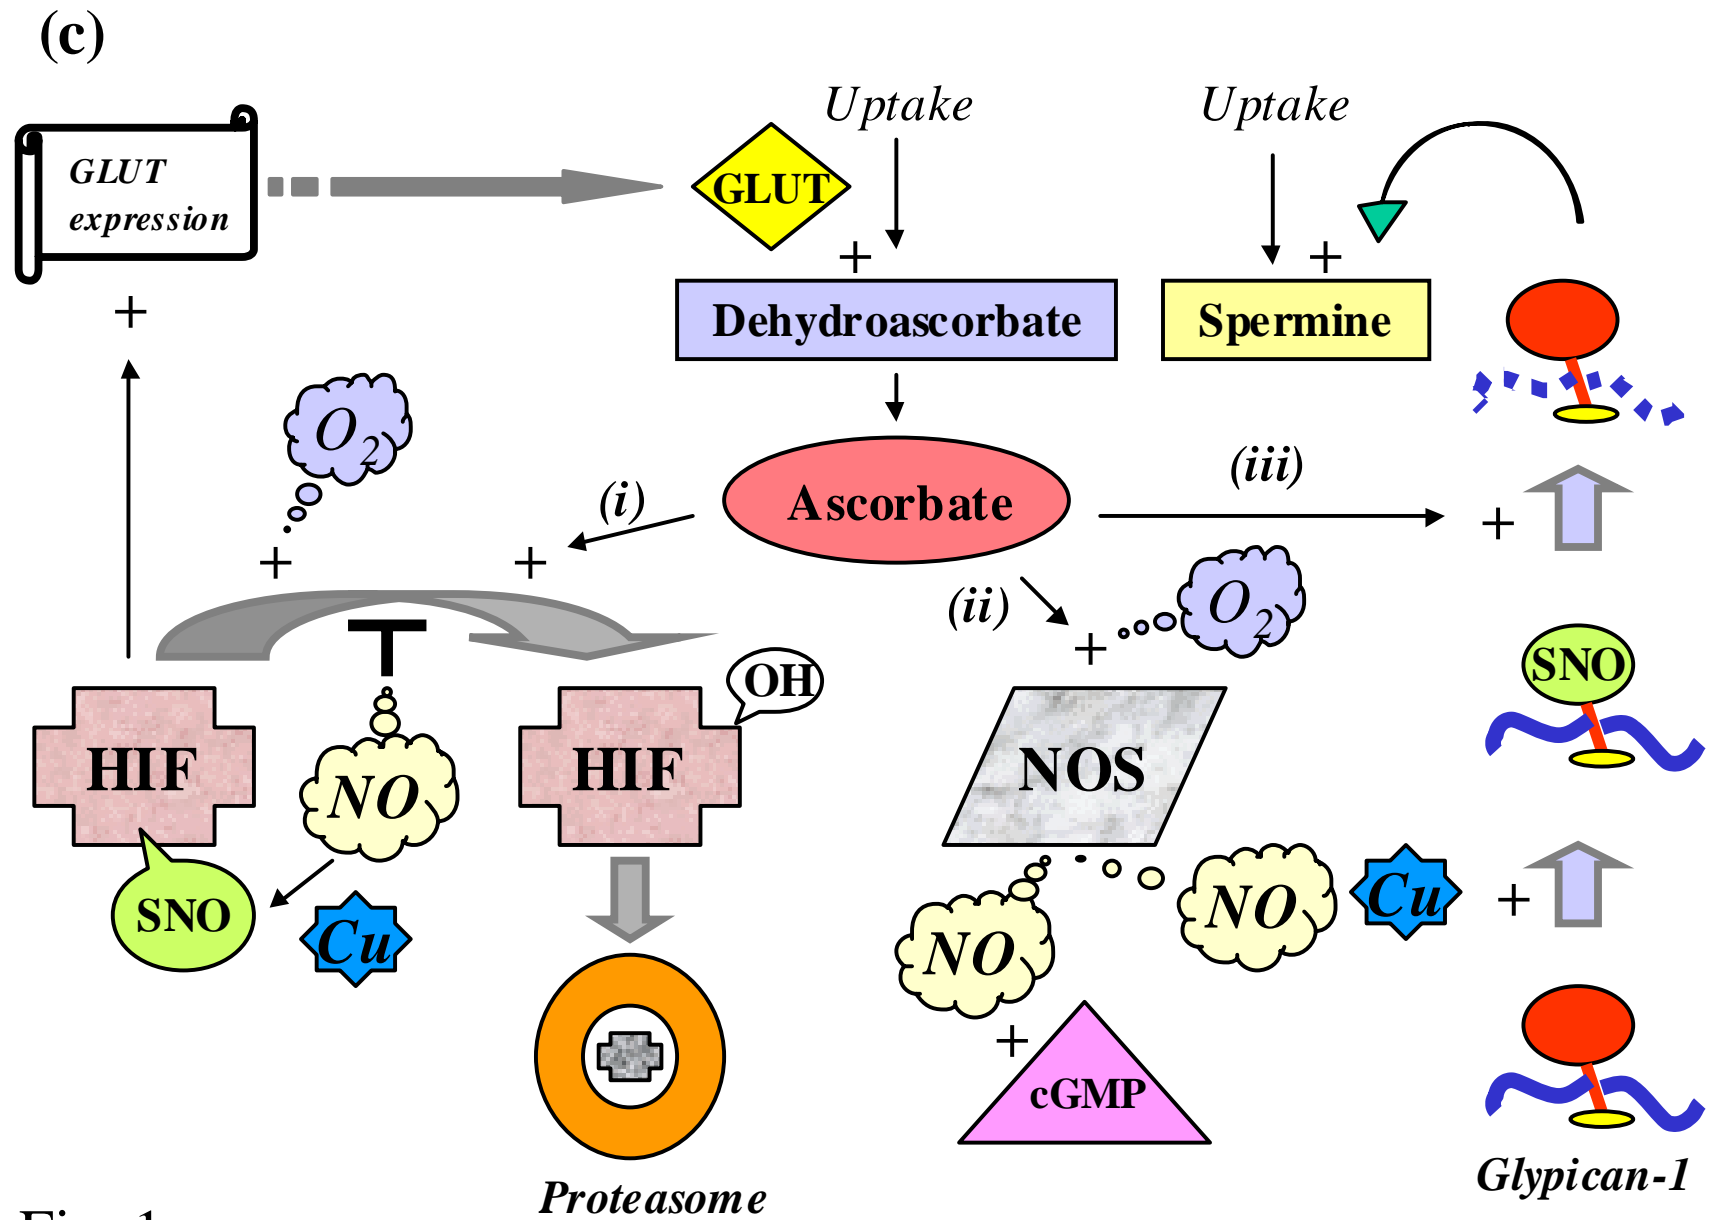 (c)
Uptake
Uptake
GLUT
expression
GLUT
+
+
+
Dehydroascorbate
Spermine
O2
Ascorbate
(i)
(iii)
+
+
+
(ii)
O2
+
SNO
OH
HIF
NO
HIF
NOS
SNO
Cu
NO
NO
Cu
+
+
cGMP
Proteasome
Glypican-1